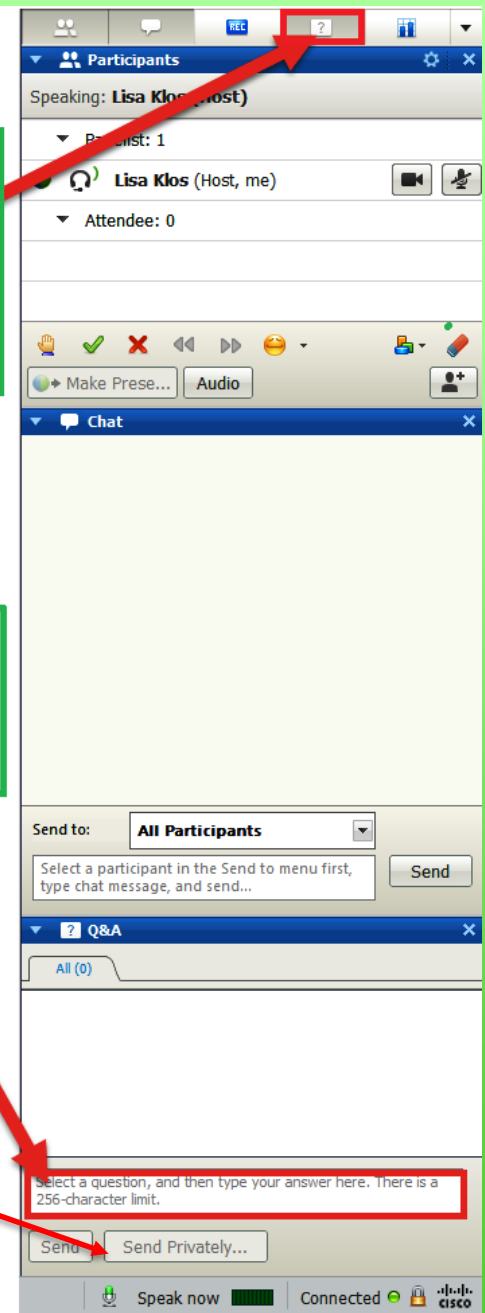 REC ?
Participants
Speaking: Lisa Klos (Host)
list: 1
Lisa Klos (Host, me)
Attendee: 0
Make Prese... Audio
Chat
Send to: All Participants
Select a participant in the Send to menu first,
type chat message, and send...
Send
? Q&A
All (0)
Select a question, and then type your answer here. There is a
256-character limit.
Send Send Privately...
Speak now Connected CISCO